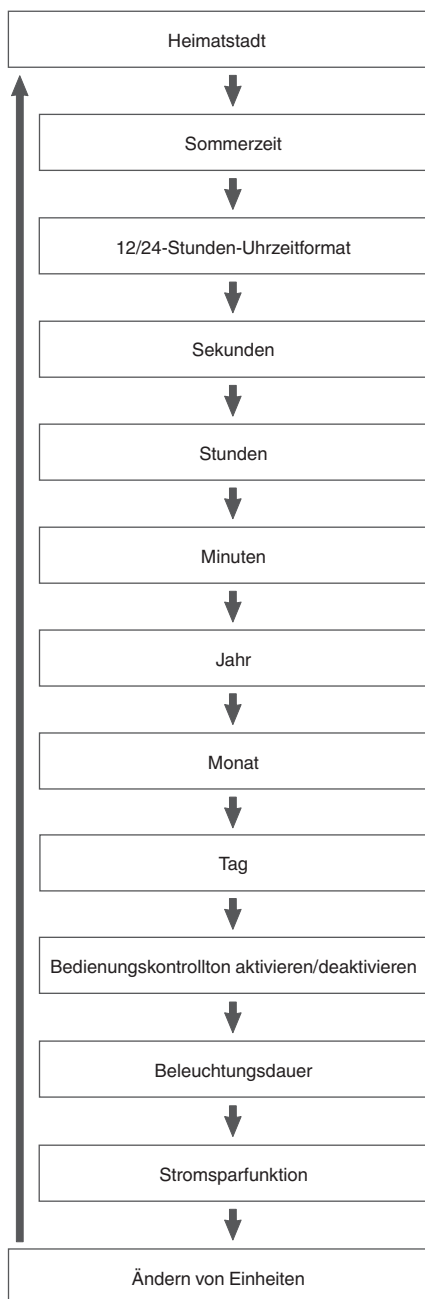 Heimatstadt
Sommerzeit
12/24-Stunden-Uhrzeitformat
Sekunden
Stunden
Minuten
Jahr
Monat
Tag
Bedienungskontrollton aktivieren/deaktivieren
Beleuchtungsdauer
Stromsparfunktion
Ändern von Einheiten